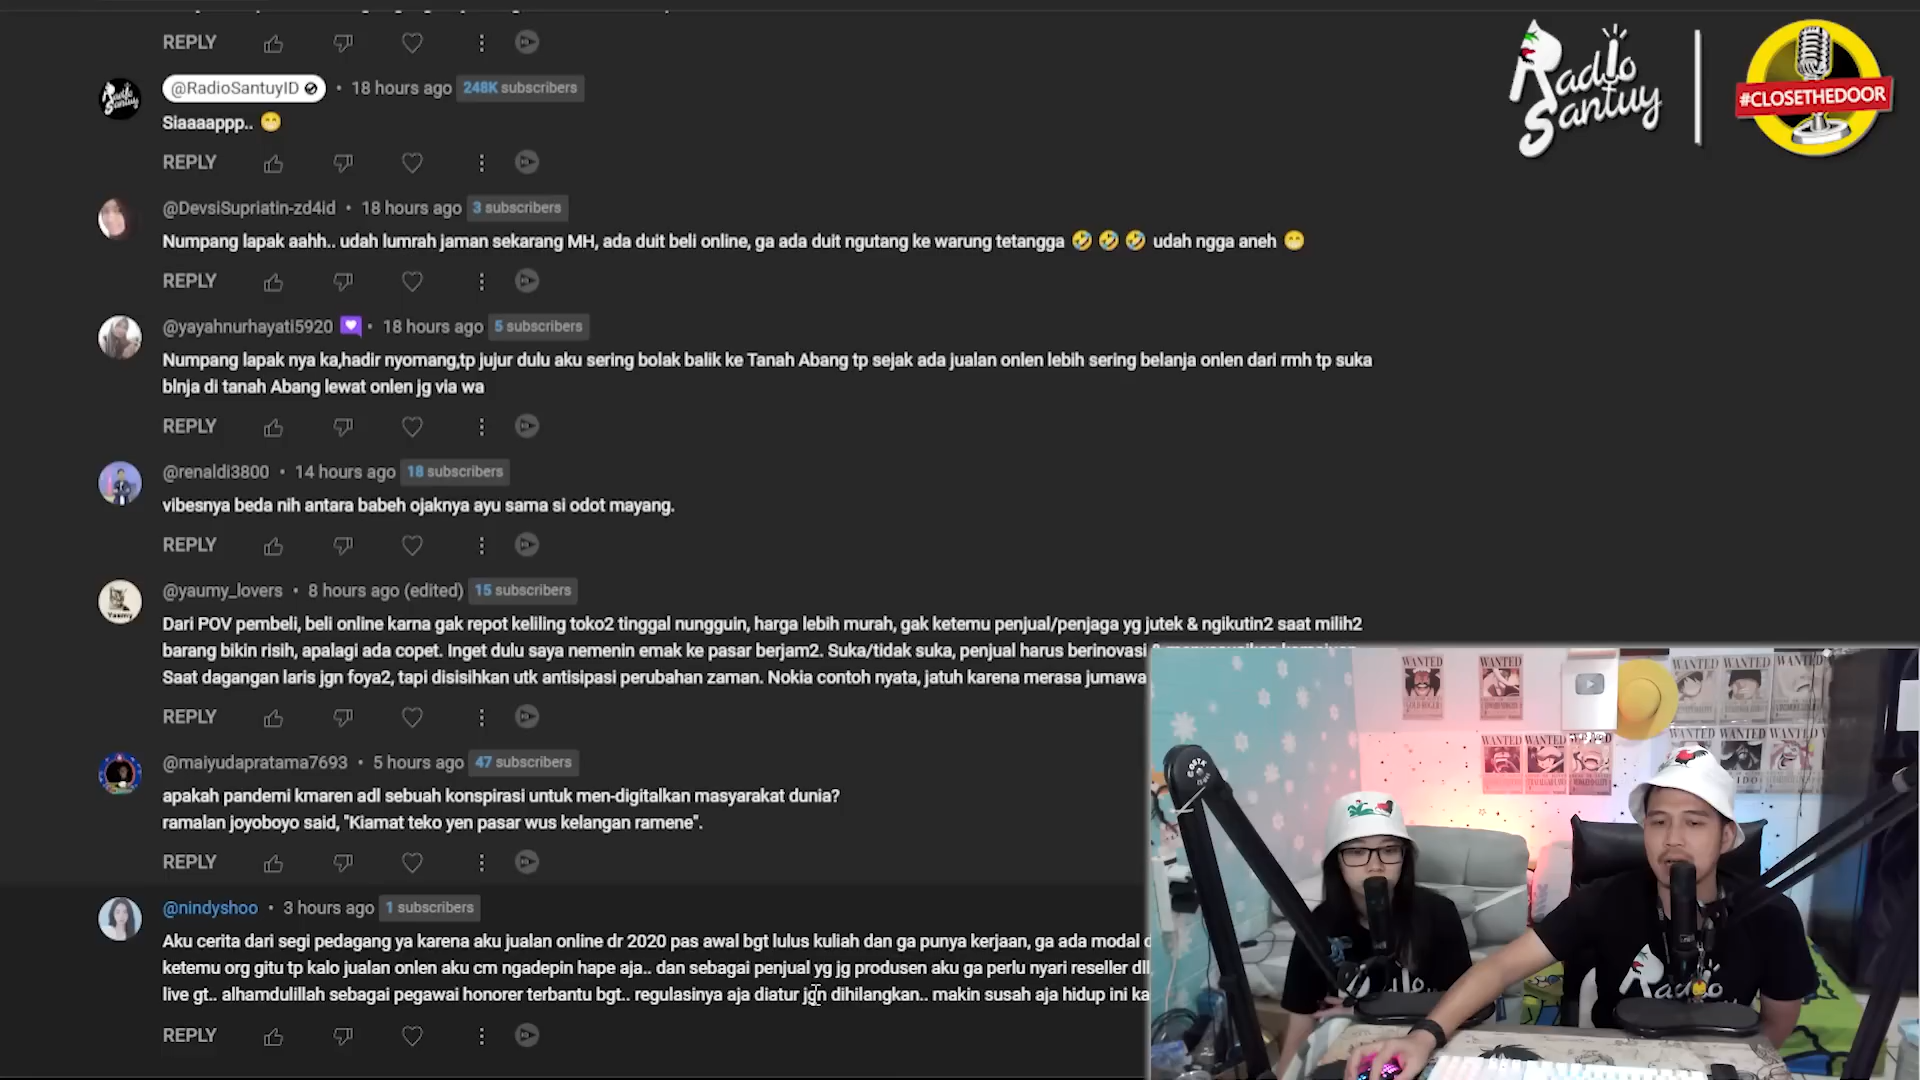 REPLY
@RadioSantuyID • 18 hours ago 248K subscribers
Siaaaappp.. 😁
REPLY
@DevsiSupriatin-zd4id • 18 hours ago 3 subscribers
Numpang lapak aahh.. udah lumrah jaman sekarang MH, ada duit beli online, ga ada duit ngutang ke warung tetangga 🤣 🤣 🤣 udah ngga aneh 😁
REPLY
@yayahnurhayati5920 • 18 hours ago 5 subscribers
Numpang lapak nya ka,hadir nyomang,tp jujur dulu aku sering bolak balik ke Tanah Abang tp sejak ada jualan onlen lebih sering belanja onlen dari rmh tp suka
blnja di tanah Abang lewat onlen jg via wa
REPLY
@renaldi3800 • 14 hours ago 18 subscribers
vibesnya beda nih antara babeh ojaknya ayu sama si odot mayang.
REPLY
@yaumy_lovers • 8 hours ago (edited) 15 subscribers
Dari POV pembeli, beli online karna gak repot keliling toko2 tinggal nungguin, harga lebih murah, gak ketemu penjual/penjaga yg jutek & ngikutin2 saat milih2
barang bikin risih, apalagi ada copet. Inget dulu saya nemenin emak ke pasar berjam2. Suka/tidak suka, penjual harus berinovasi
Saat dagangan laris jgn foya2, tapi disisihkan utk antisipasi perubahan zaman. Nokia contoh nyata, jatuh karena merasa jumawa
REPLY
@maiyudapratama7693 • 5 hours ago 47 subscribers
apakah pandemi kmaren adl sebuah konspirasi untuk men-digitalkan masyarakat dunia?
ramalan joyoboyo said, "Kiamat teko yen pasar wus kelangan ramene".
REPLY
@nindyshoo • 3 hours ago 1 subscribers
Aku cerita dari segi pedagang ya karena aku jualan online dr 2020 pas awal bgt lulus kuliah dan ga punya kerjaan, ga ada modal
ketemu org gitu tp kalo jualan onlen aku cm ngadepin hape aja.. dan sebagai penjual yg jg produsen aku ga perlu nyari reseller dll,
live gt.. alhamdulillah sebagai pegawai honorer terbantu bgt.. regulasinya aja diatur jgn dihilangkan.. makin susah aja hidup ini
REPLY
Radio
Santuy
#CLOSETHEDOOR
WANTED
WANTED
WANTED WANTED WANTED
WANTED WANTED WANTED
WANTED WANTED WANTED
Radio